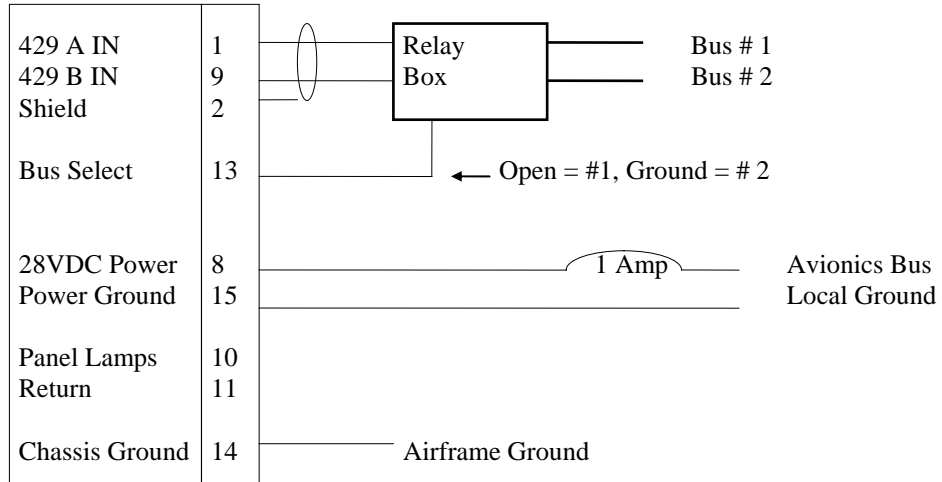 429 A IN 1 Relay Bus # 1
429 B IN 9 Box Bus # 2
Shield 2
Bus Select 13 Open = #1, Ground = # 2
28VDC Power 8 1 Amp Avionics Bus
Power Ground 15 Local Ground
Panel Lamps 10
Return 11
Chassis Ground 14 Airframe Ground